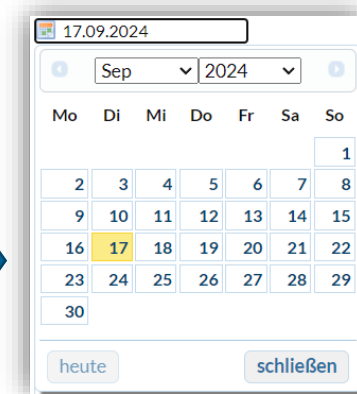 17.09.2024
Sep 2024
Mo Di Mi Do Fr Sa So
1
2 3 4 5 6 7 8
9 10 11 12 13 14 15
16 17 18 19 20 21 22
23 24 25 26 27 28 29
30
heute schließen